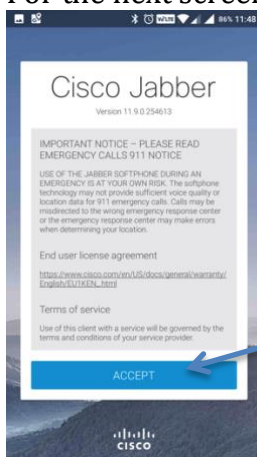 For the next screen
86% 11:48
Cisco Jabber
Version 11.9.0.254613
IMPORTANT NOTICE – PLEASE READ
EMERGENCY CALLS 911 NOTICE
USE OF THE JABBER SOFTPHONE DURING AN
EMERGENCY IS AT YOUR OWN RISK. The softphone
technology may not provide sufficient voice quality or
location data for 911 emergency calls. Calls may be
misdirected to the wrong emergency response center
or the emergency response center may make errors
when determining your location.
End user license agreement
https://www.cisco.com/en/US/docs/general/warranty/
English/EU1KEN_.html
Terms of service
Use of this client with a service will be governed by the
terms and conditions of your service provider.
ACCEPT
CISCO